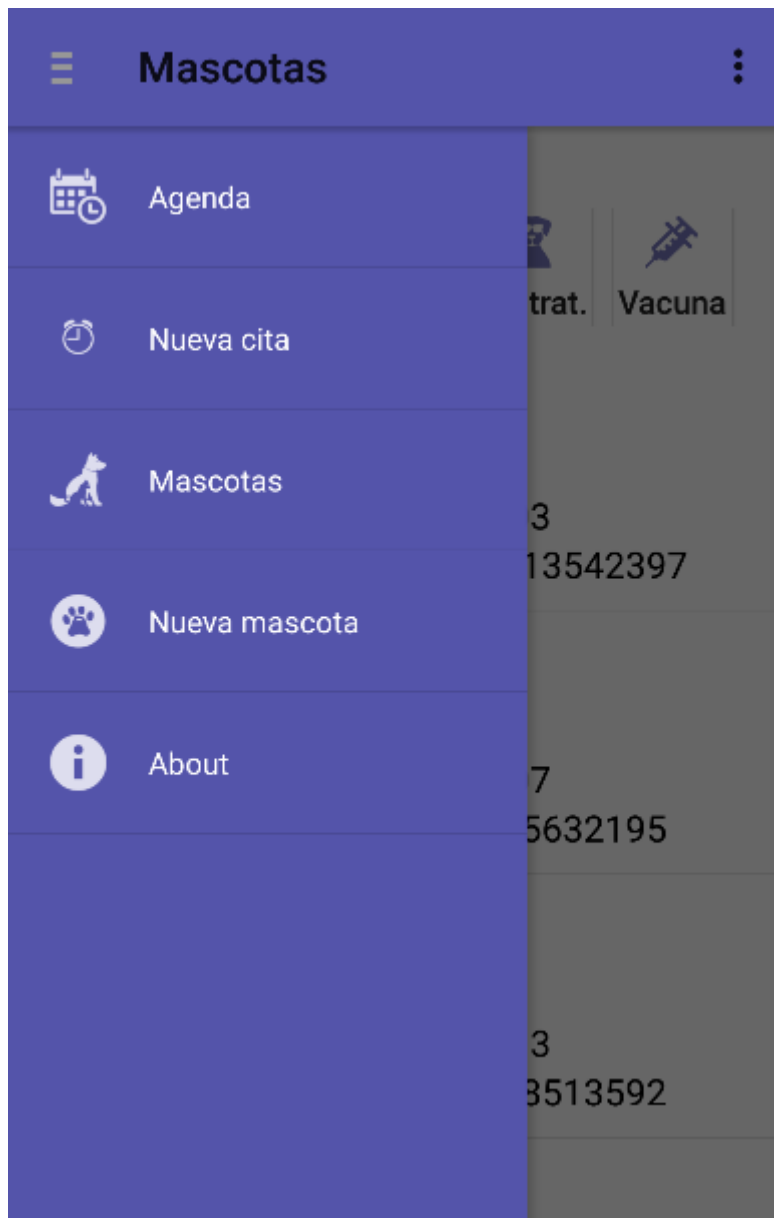 Mascotas
Agenda
trat. Vacuna
Nueva cita
Mascotas
3
13542397
Nueva mascota
About
7
5632195
3
3513592